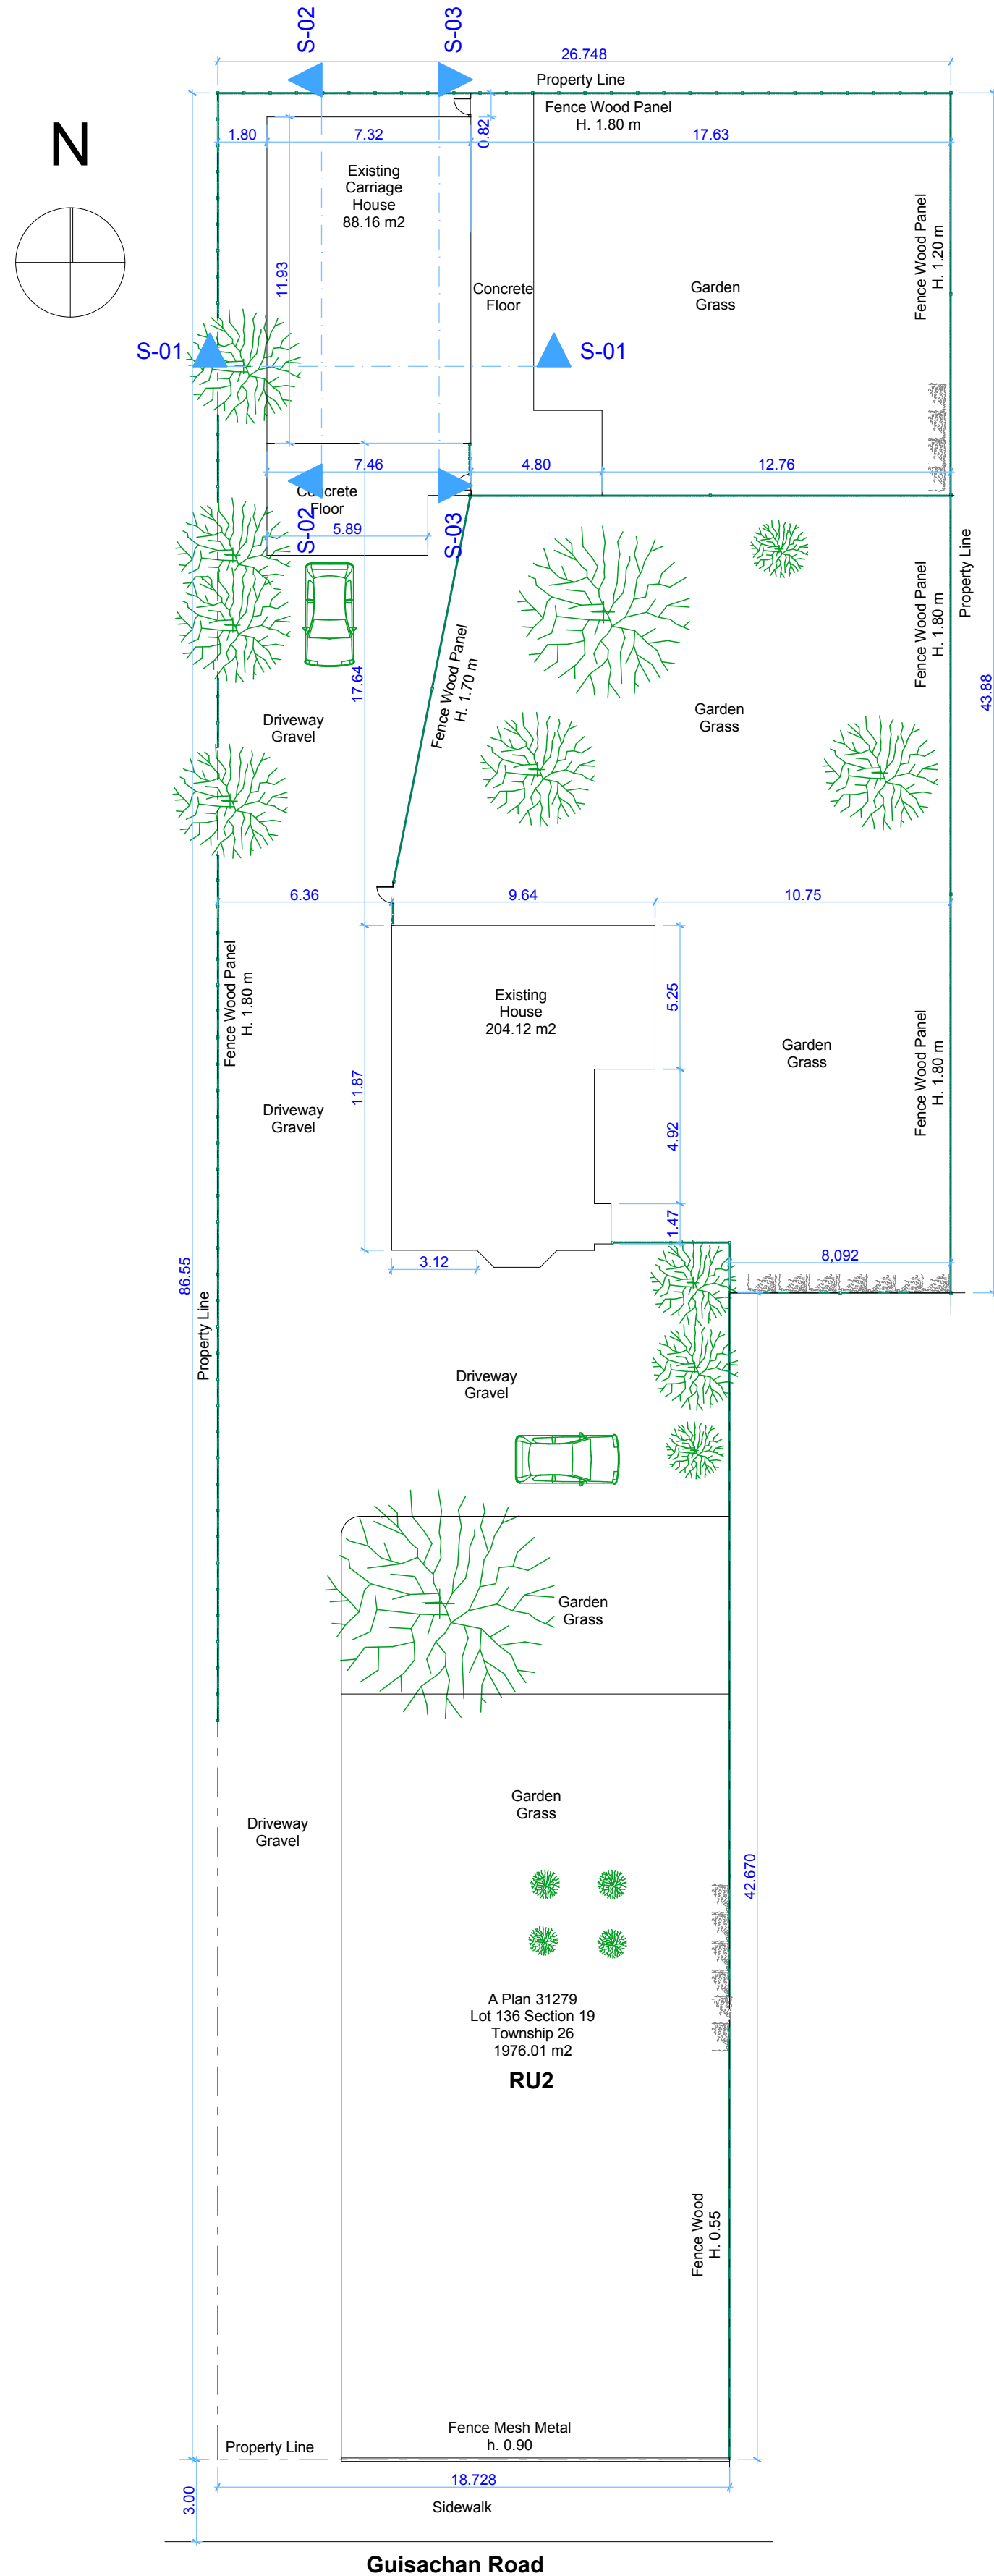 S-02
S-03
26.748
Property Line
Fence Wood Panel
H. 1.80 m
N
1.80
7.32
0.82
17.63
Existing
Carriage
House
88.16 m2
Fence Wood Panel
H. 1.20 m
11.93
Concrete
Floor
Garden
Grass
S-01
S-01
7.46
4.80
12.76
Concrete
Floor
S-02
5.89
S-03
Property Line
Fence Wood Panel
H. 1.80 m
17.64
Fence Wood Panel
H. 1.70 m
43.88
Driveway
Gravel
Garden
Grass
6.36
9.64
10.75
Fence Wood Panel
H. 1.80 m
Existing
House
204.12 m2
5.25
Garden
Grass
Fence Wood Panel
H. 1.80 m
11.87
Driveway
Gravel
4.92
1.47
3.12
8,092
86.55
Property Line
Driveway
Gravel
Garden
Grass
Garden
Grass
Driveway
Gravel
42.670
A Plan 31279
Lot 136 Section 19
Township 26
1976.01 m2
RU2
Fence Wood
H. 0.55
Fence Mesh Metal
h. 0.90
Property Line
18.728
3.00
Sidewalk
Guisachan Road